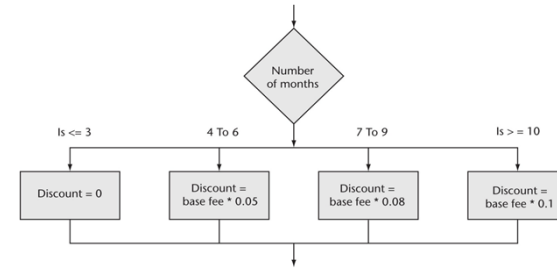 Number
of months
Is <= 3
4 To 6
7 To 9
Is > = 10
Discount = 0
Discount =
base fee * 0.05
Discount =
base fee * 0.08
Discount =
base fee * 0.1